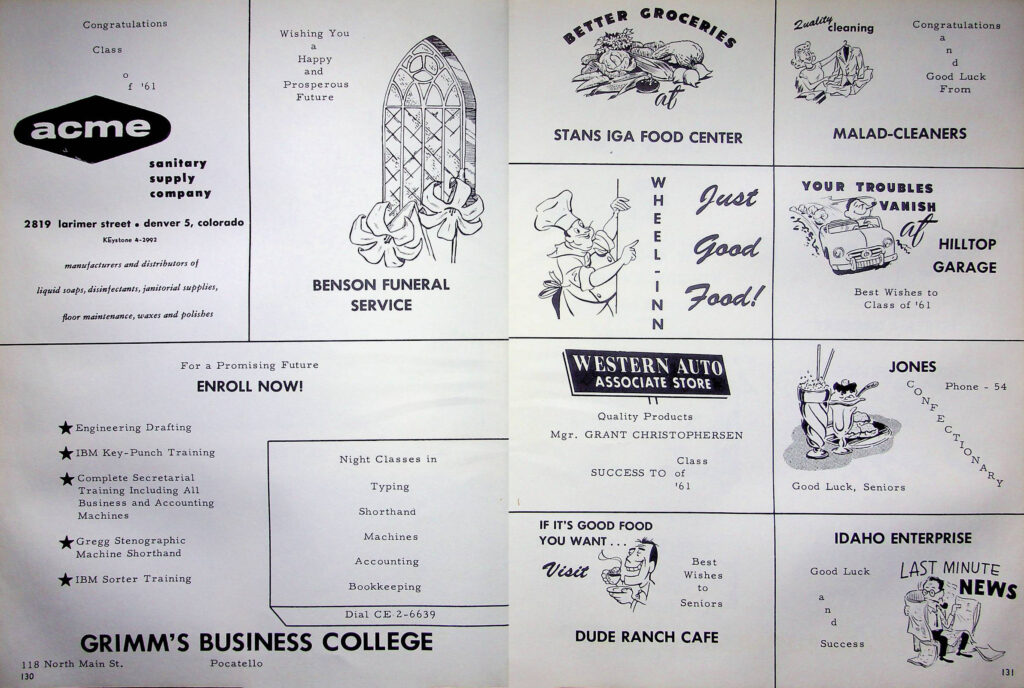 Congratulations
Class
o
f '61
acme
sanitary
supply
company
2819 larimer street • denver 5, colorado
KEystone 4-2992
manufacturers and distributors of
liquid soaps, disinfectants, janitorial supplies,
floor maintenance, waxes and polishes
Wishing You
a
Happy
and
Prosperous
Future
BENSON FUNERAL
SERVICE
For a Promising Future
ENROLL NOW!
★ Engineering Drafting
★ IBM Key-Punch Training
★ Complete Secretarial
Training Including All
Business and Accounting
Machines
★ Gregg Stenographic
Machine Shorthand
★ IBM Sorter Training
Night Classes in
Typing
Shorthand
Machines
Accounting
Bookkeeping
Dial CE 2-6639
GRIMM'S BUSINESS COLLEGE
118 North Main St. Pocatello
130
BETTER GROCERIES
at
STANS IGA FOOD CENTER
Quality
cleaning
Congratulations
a
n
d
Good Luck
From
MALAD-CLEANERS
WHEEL-INN
Just
Good
Food!
YOUR TROUBLES
VANISH
at
HILLTOP
GARAGE
Best Wishes to
Class of '61
WESTERN AUTO
ASSOCIATE STORE
Quality Products
Mgr. GRANT CHRISTOPHERSEN
SUCCESS TO
Class
of
'61
JONES
CONFECTIONARY
Phone - 54
Good Luck, Seniors
IF IT'S GOOD FOOD
YOU WANT . . .
Visit
Best
Wishes
to
Seniors
DUDE RANCH CAFE
IDAHO ENTERPRISE
Good Luck
a
n
d
Success
LAST MINUTE
NEWS
131